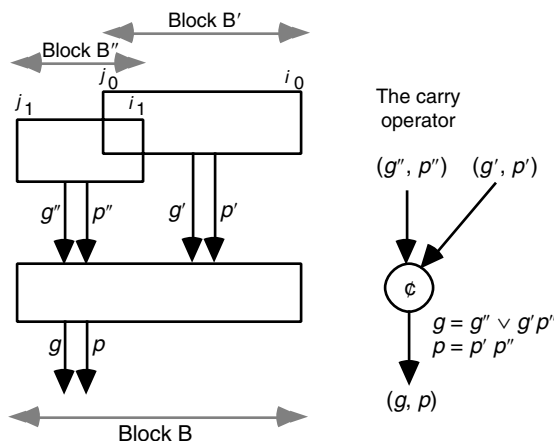 Block B′
Block B″
j0
i0
j1
i1
The carry
operator
(g″, p″)
(g′, p′)
g″
p″
g′
p′
¢
g = g″ ∨ g′p″
p = p′ p″
g
p
(g, p)
Block B